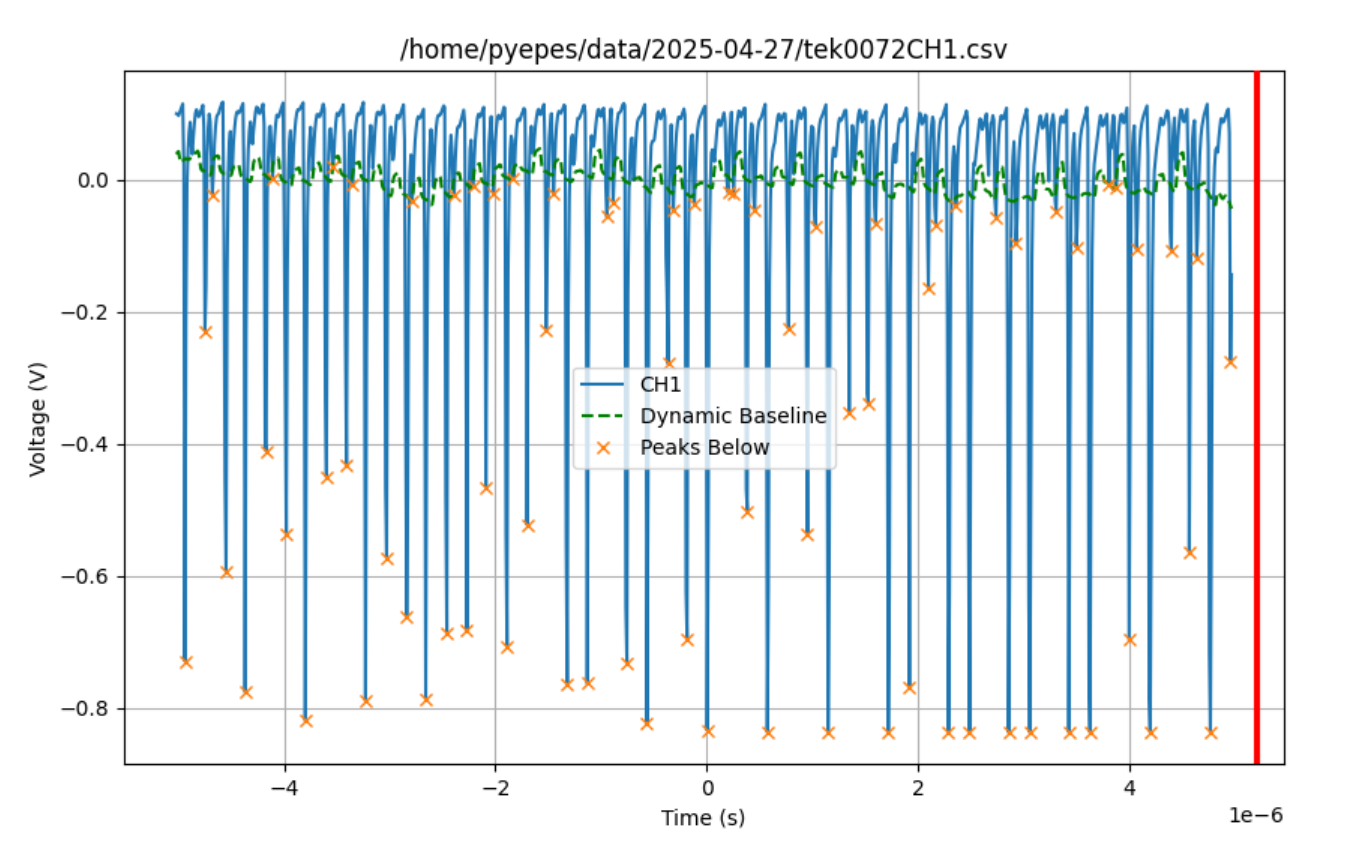 /home/pyepes/data/2025-04-27/tek0072CH1.csv
Voltage (V)
0.0
−0.2
−0.4
−0.6
−0.8
CH1
Dynamic Baseline
Peaks Below
−4 −2 0 2 4
Time (s)
1e−6